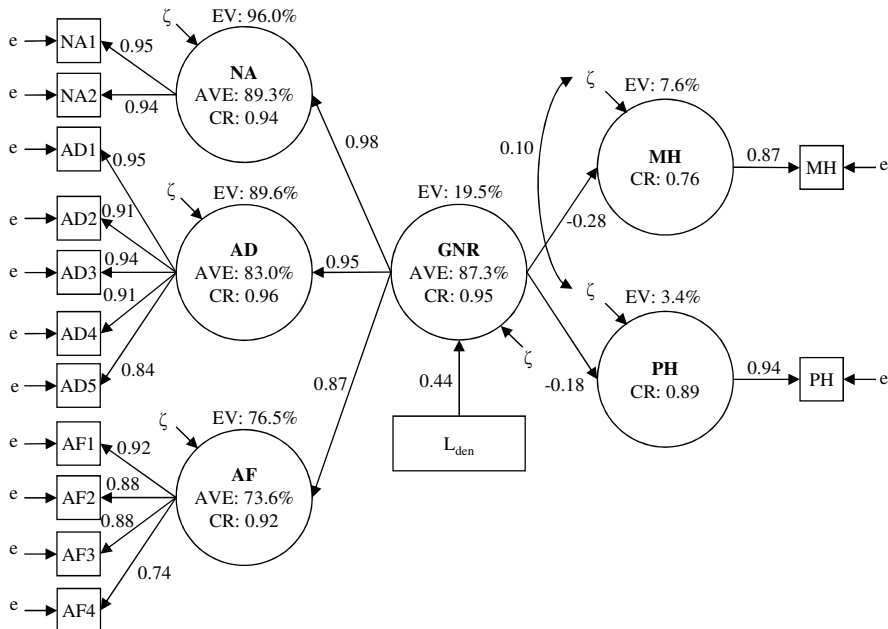 ζ
EV: 96.0%
e
NA1
0.95
NA
AVE: 89.3%
CR: 0.94
e
NA2
0.94
e
AD1
0.95
0.98
ζ
EV: 89.6%
e
AD2
0.91
AD
AVE: 83.0%
CR: 0.96
e
AD3
0.94
0.95
e
AD4
0.91
e
AD5
0.84
EV: 19.5%
GNR
AVE: 87.3%
CR: 0.95
ζ
0.87
0.44
L_den
ζ
EV: 76.5%
e
AF1
0.92
AF
AVE: 73.6%
CR: 0.92
e
AF2
0.88
e
AF3
0.88
e
AF4
0.74
0.10
ζ
EV: 7.6%
MH
CR: 0.76
0.87
MH
e
-0.28
ζ
EV: 3.4%
PH
CR: 0.89
0.94
PH
e
-0.18